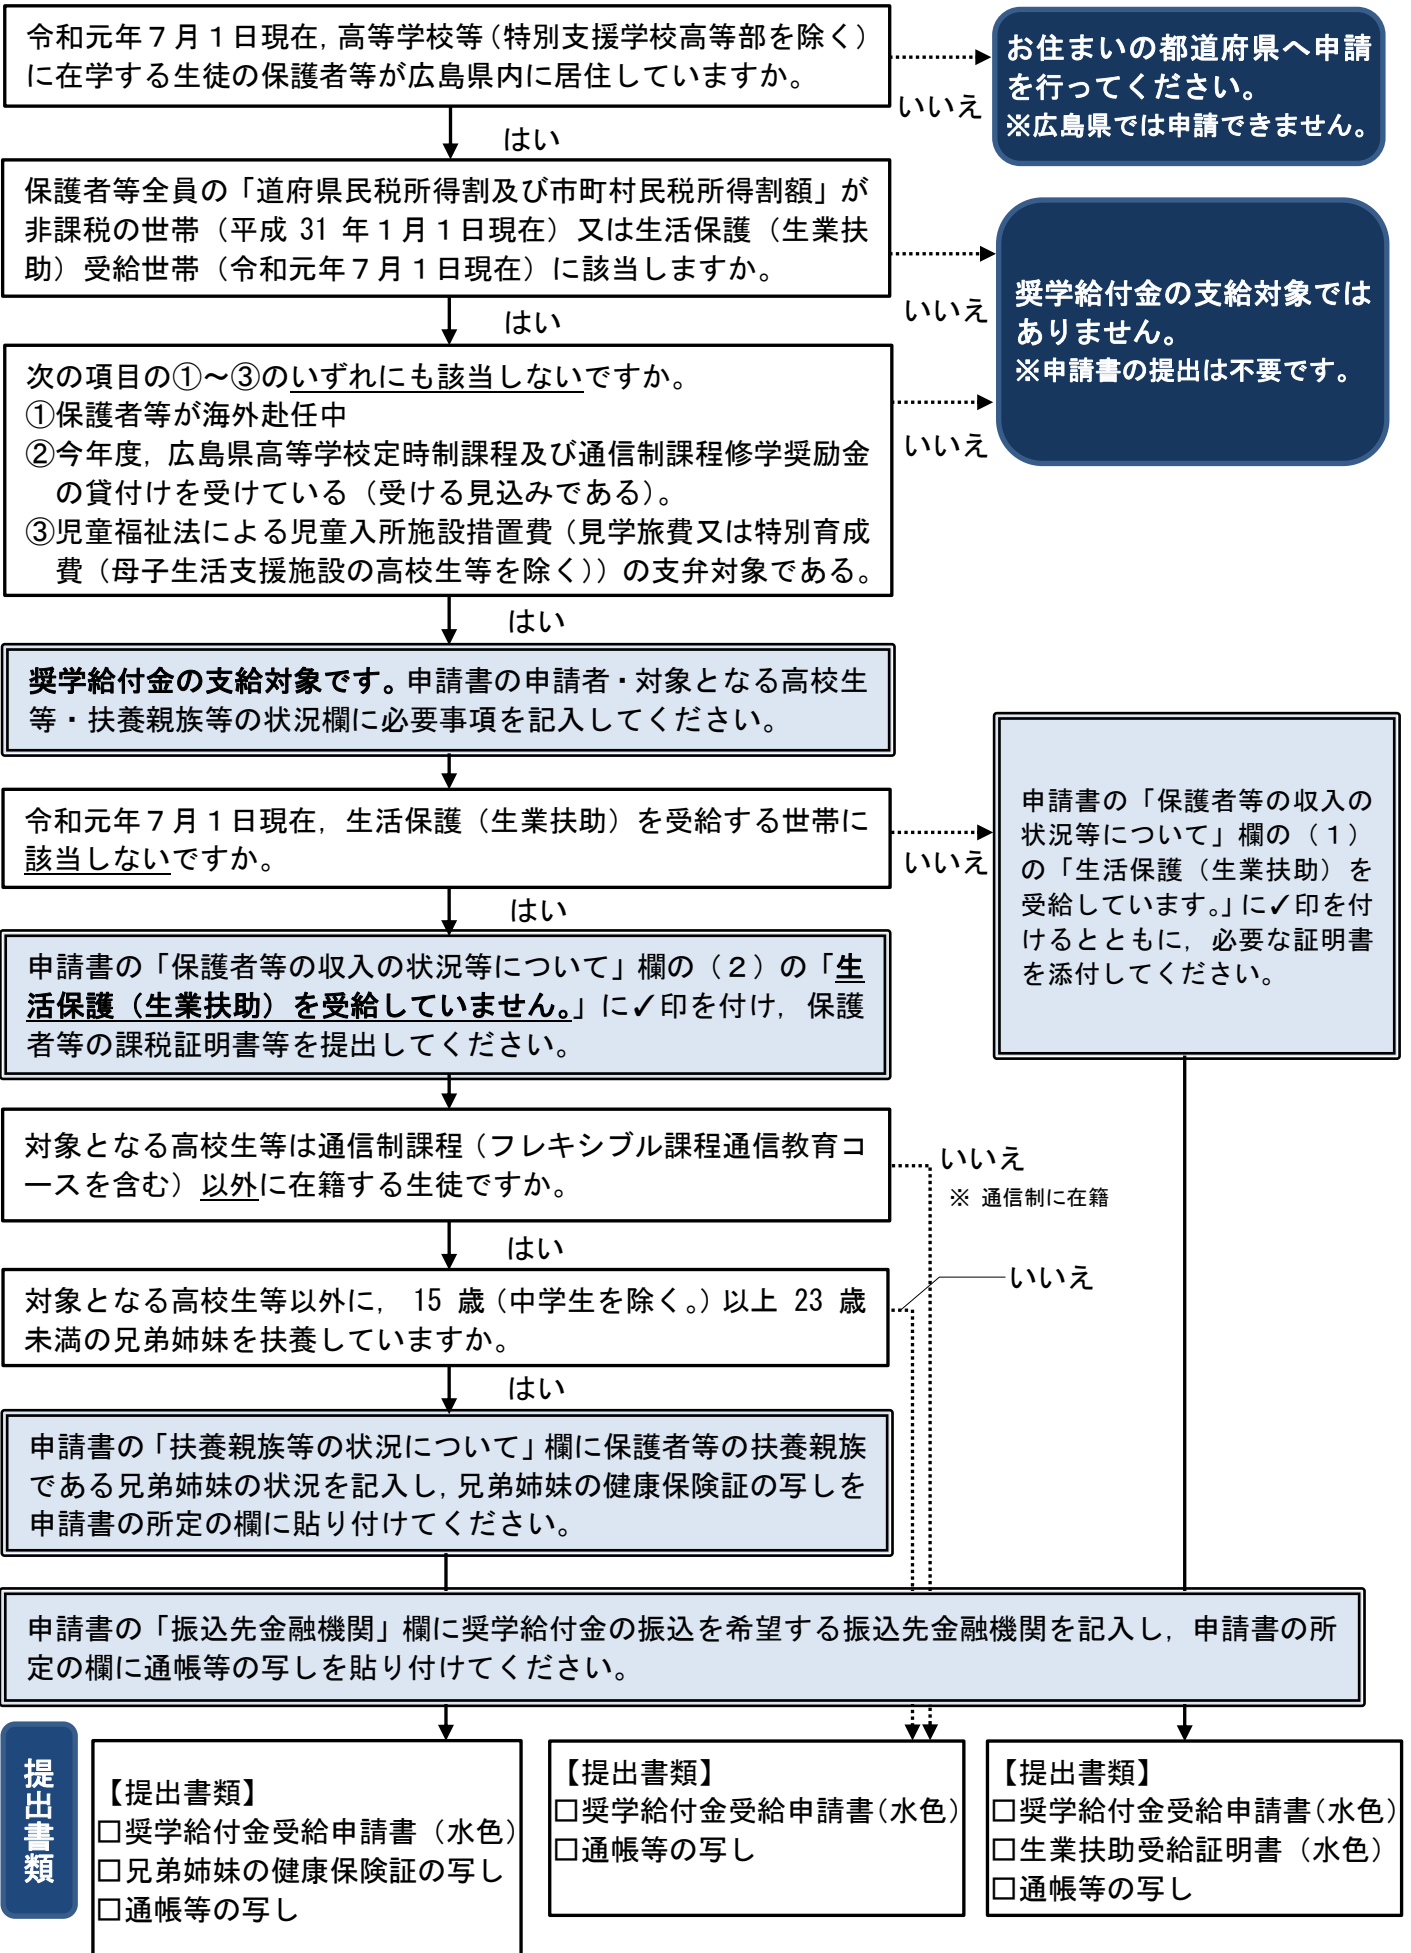 令和元年７月１日現在，高等学校等（特別支援学校高等部を除く）
に在学する生徒の保護者等が広島県内に居住していますか。
いいえ
お住まいの都道府県へ申請
を行ってください。
※広島県では申請できません。
はい
保護者等全員の「道府県民税所得割及び市町村民税所得割額」が
非課税の世帯（平成 31 年１月１日現在）又は生活保護（生業扶
助）受給世帯（令和元年７月１日現在）に該当しますか。
いいえ
奨学給付金の支給対象では
ありません。
※申請書の提出は不要です。
はい
次の項目の①～③のいずれにも該当しないですか。
①保護者等が海外赴任中
②今年度，広島県高等学校定時制課程及び通信制課程修学奨励金
の貸付けを受けている（受ける見込みである）。
③児童福祉法による児童入所施設措置費（見学旅費又は特別育成
費（母子生活支援施設の高校生等を除く））の支弁対象である。
いいえ
はい
奨学給付金の支給対象です。申請書の申請者・対象となる高校生
等・扶養親族等の状況欄に必要事項を記入してください。
令和元年７月１日現在，生活保護（生業扶助）を受給する世帯に
該当しないですか。
いいえ
申請書の「保護者等の収入の
状況等について」欄の（１）
の「生活保護（生業扶助）を
受給しています。」に✓印を付
けるとともに，必要な証明書
を添付してください。
はい
申請書の「保護者等の収入の状況等について」欄の（２）の「生
活保護（生業扶助）を受給していません。」に✓印を付け，保護
者等の課税証明書等を提出してください。
対象となる高校生等は通信制課程（フレキシブル課程通信教育コ
ースを含む）以外に在籍する生徒ですか。
いいえ
※ 通信制に在籍
はい
対象となる高校生等以外に， 15 歳（中学生を除く。）以上 23 歳
未満の兄弟姉妹を扶養していますか。
いいえ
はい
申請書の「扶養親族等の状況について」欄に保護者等の扶養親族
である兄弟姉妹の状況を記入し，兄弟姉妹の健康保険証の写しを
申請書の所定の欄に貼り付けてください。
申請書の「振込先金融機関」欄に奨学給付金の振込を希望する振込先金融機関を記入し，申請書の所
定の欄に通帳等の写しを貼り付けてください。
提出書類
【提出書類】
□奨学給付金受給申請書（水色）
□兄弟姉妹の健康保険証の写し
□通帳等の写し
【提出書類】
□奨学給付金受給申請書（水色）
□通帳等の写し
【提出書類】
□奨学給付金受給申請書（水色）
□生業扶助受給証明書（水色）
□通帳等の写し